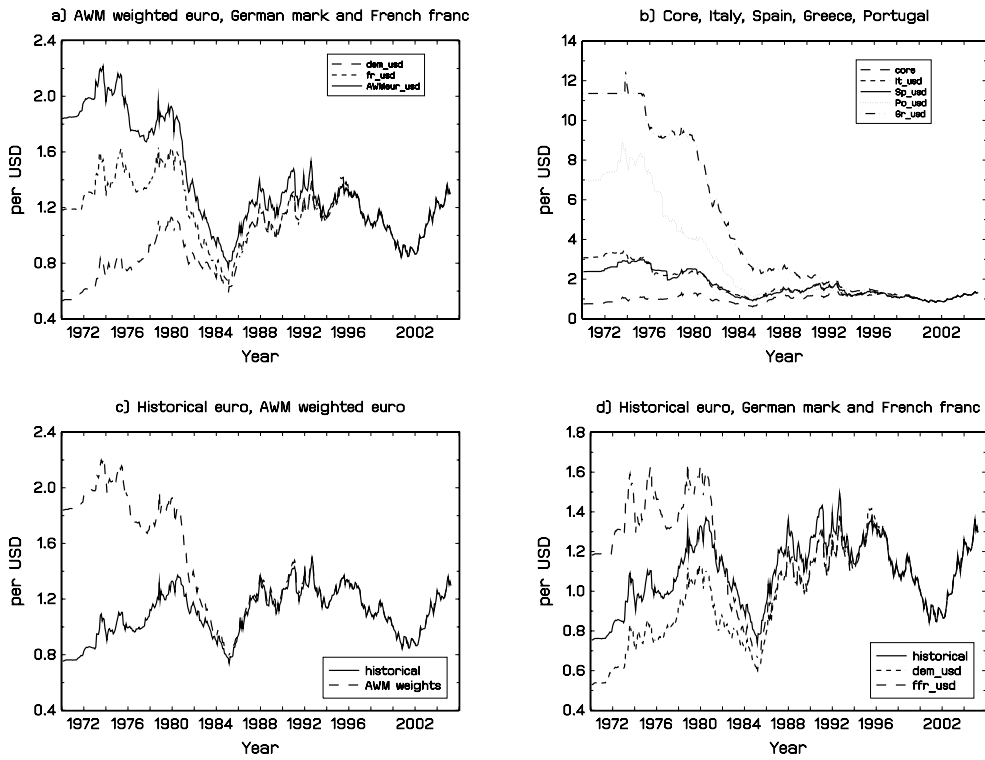 a) AWM weighted euro, German mark and French franc
2.4
2.0
1.6
1.2
0.8
0.4
per USD
dem_usd
fr_usd
AWMeur_usd
1972 1976 1980 1984 1988 1992 1996 2002
Year
b) Core, Italy, Spain, Greece, Portugal
14
12
10
8
6
4
2
0
per USD
core
It_usd
Sp_usd
Po_usd
Gr_usd
1972 1976 1980 1984 1988 1992 1996 2002
Year
c) Historical euro, AWM weighted euro
2.4
2.0
1.6
1.2
0.8
0.4
per USD
historical
AWM weights
1972 1976 1980 1984 1988 1992 1996 2002
Year
d) Historical euro, German mark and French franc
1.8
1.6
1.4
1.2
1.0
0.8
0.6
0.4
per USD
historical
dem_usd
ffr_usd
1972 1976 1980 1984 1988 1992 1996 2002
Year